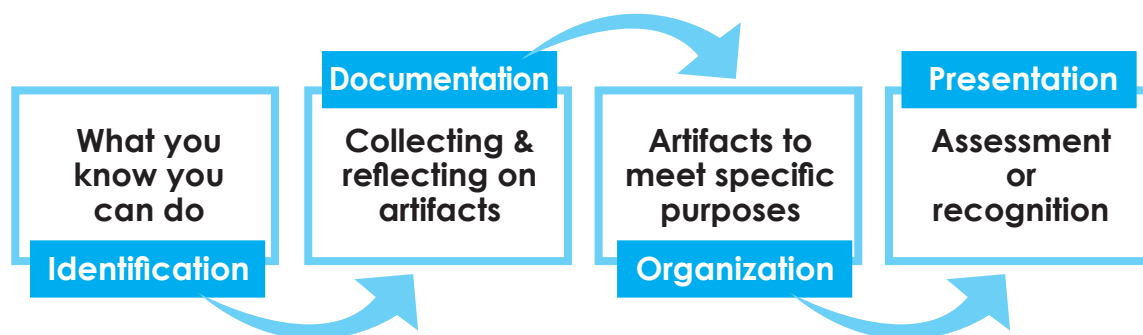 What you
know you
can do
Identification
Documentation
Collecting &
reflecting on
artifacts
Artifacts to
meet specific
purposes
Organization
Presentation
Assessment
or
recognition